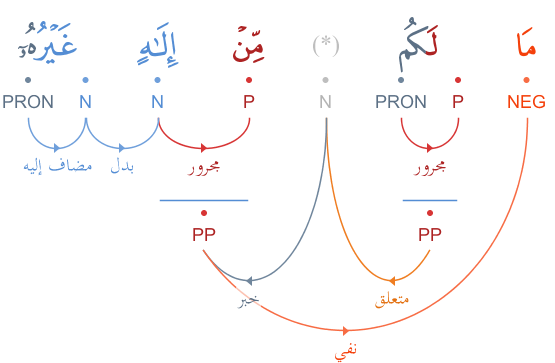 مَا لَكُم (*) مِّنْ إِلَـٰهٍ غَيْرُهُۥ
NEG P PRON N P N N PRON
مجرور مجرور بدل مضاف إليه
PP PP
متعلق خبر
نفي